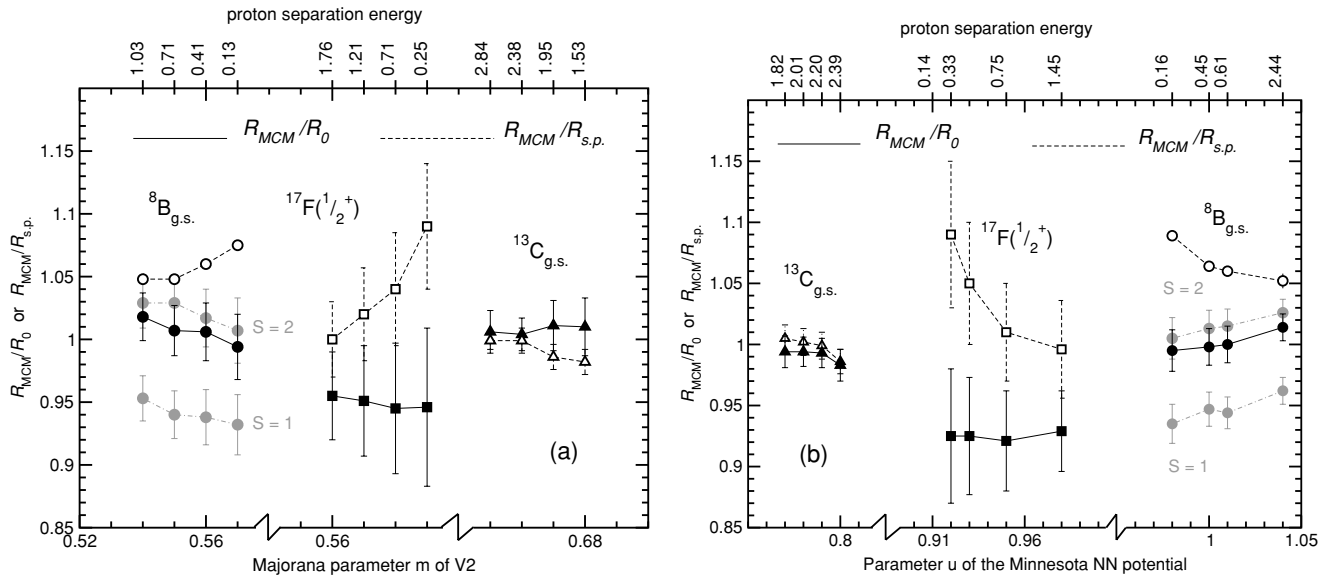 proton separation energy
1.03 0.71 0.41 0.13 1.76 1.21 0.71 0.25 2.84 2.38 1.95 1.53
R_MCM/R_0 R_MCM/R_s.p.
1.15
1.1
1.05
1
0.95
0.9
0.85
R_MCM/R_0 or R_MCM/R_s.p.
⁸B_g.s.
¹⁷F(¹/₂⁺)
¹³C_g.s.
S = 2
S = 1
(a)
0.52 0.56 0.56 0.68
Majorana parameter m of V2
proton separation energy
1.82 2.01 2.20 2.39 0.14 0.33 0.75 1.45 0.16 0.45 0.61 2.44
R_MCM/R_0 R_MCM/R_s.p.
1.15
1.1
1.05
1
0.95
0.9
0.85
R_MCM/R_0 or R_MCM/R_s.p.
¹³C_g.s.
¹⁷F(¹/₂⁺)
⁸B_g.s.
S = 2
S = 1
(b)
0.8 0.91 0.96 1 1.05
Parameter u of the Minnesota NN potential